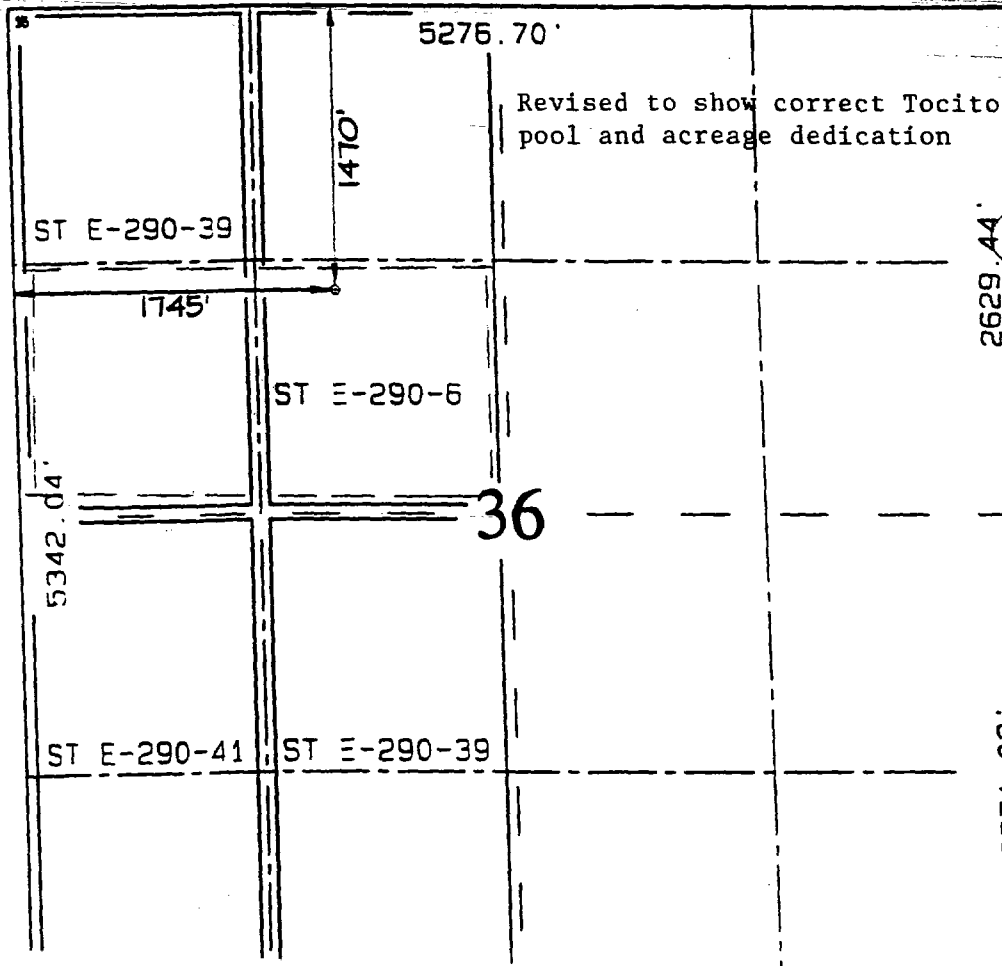 5276.70'
Revised to show correct Tocito
pool and acreage dedication
1470'
ST E-290-39
2629.44'
1745'
ST E-290-6
36
5342.04'
ST E-290-41
ST E-290-39